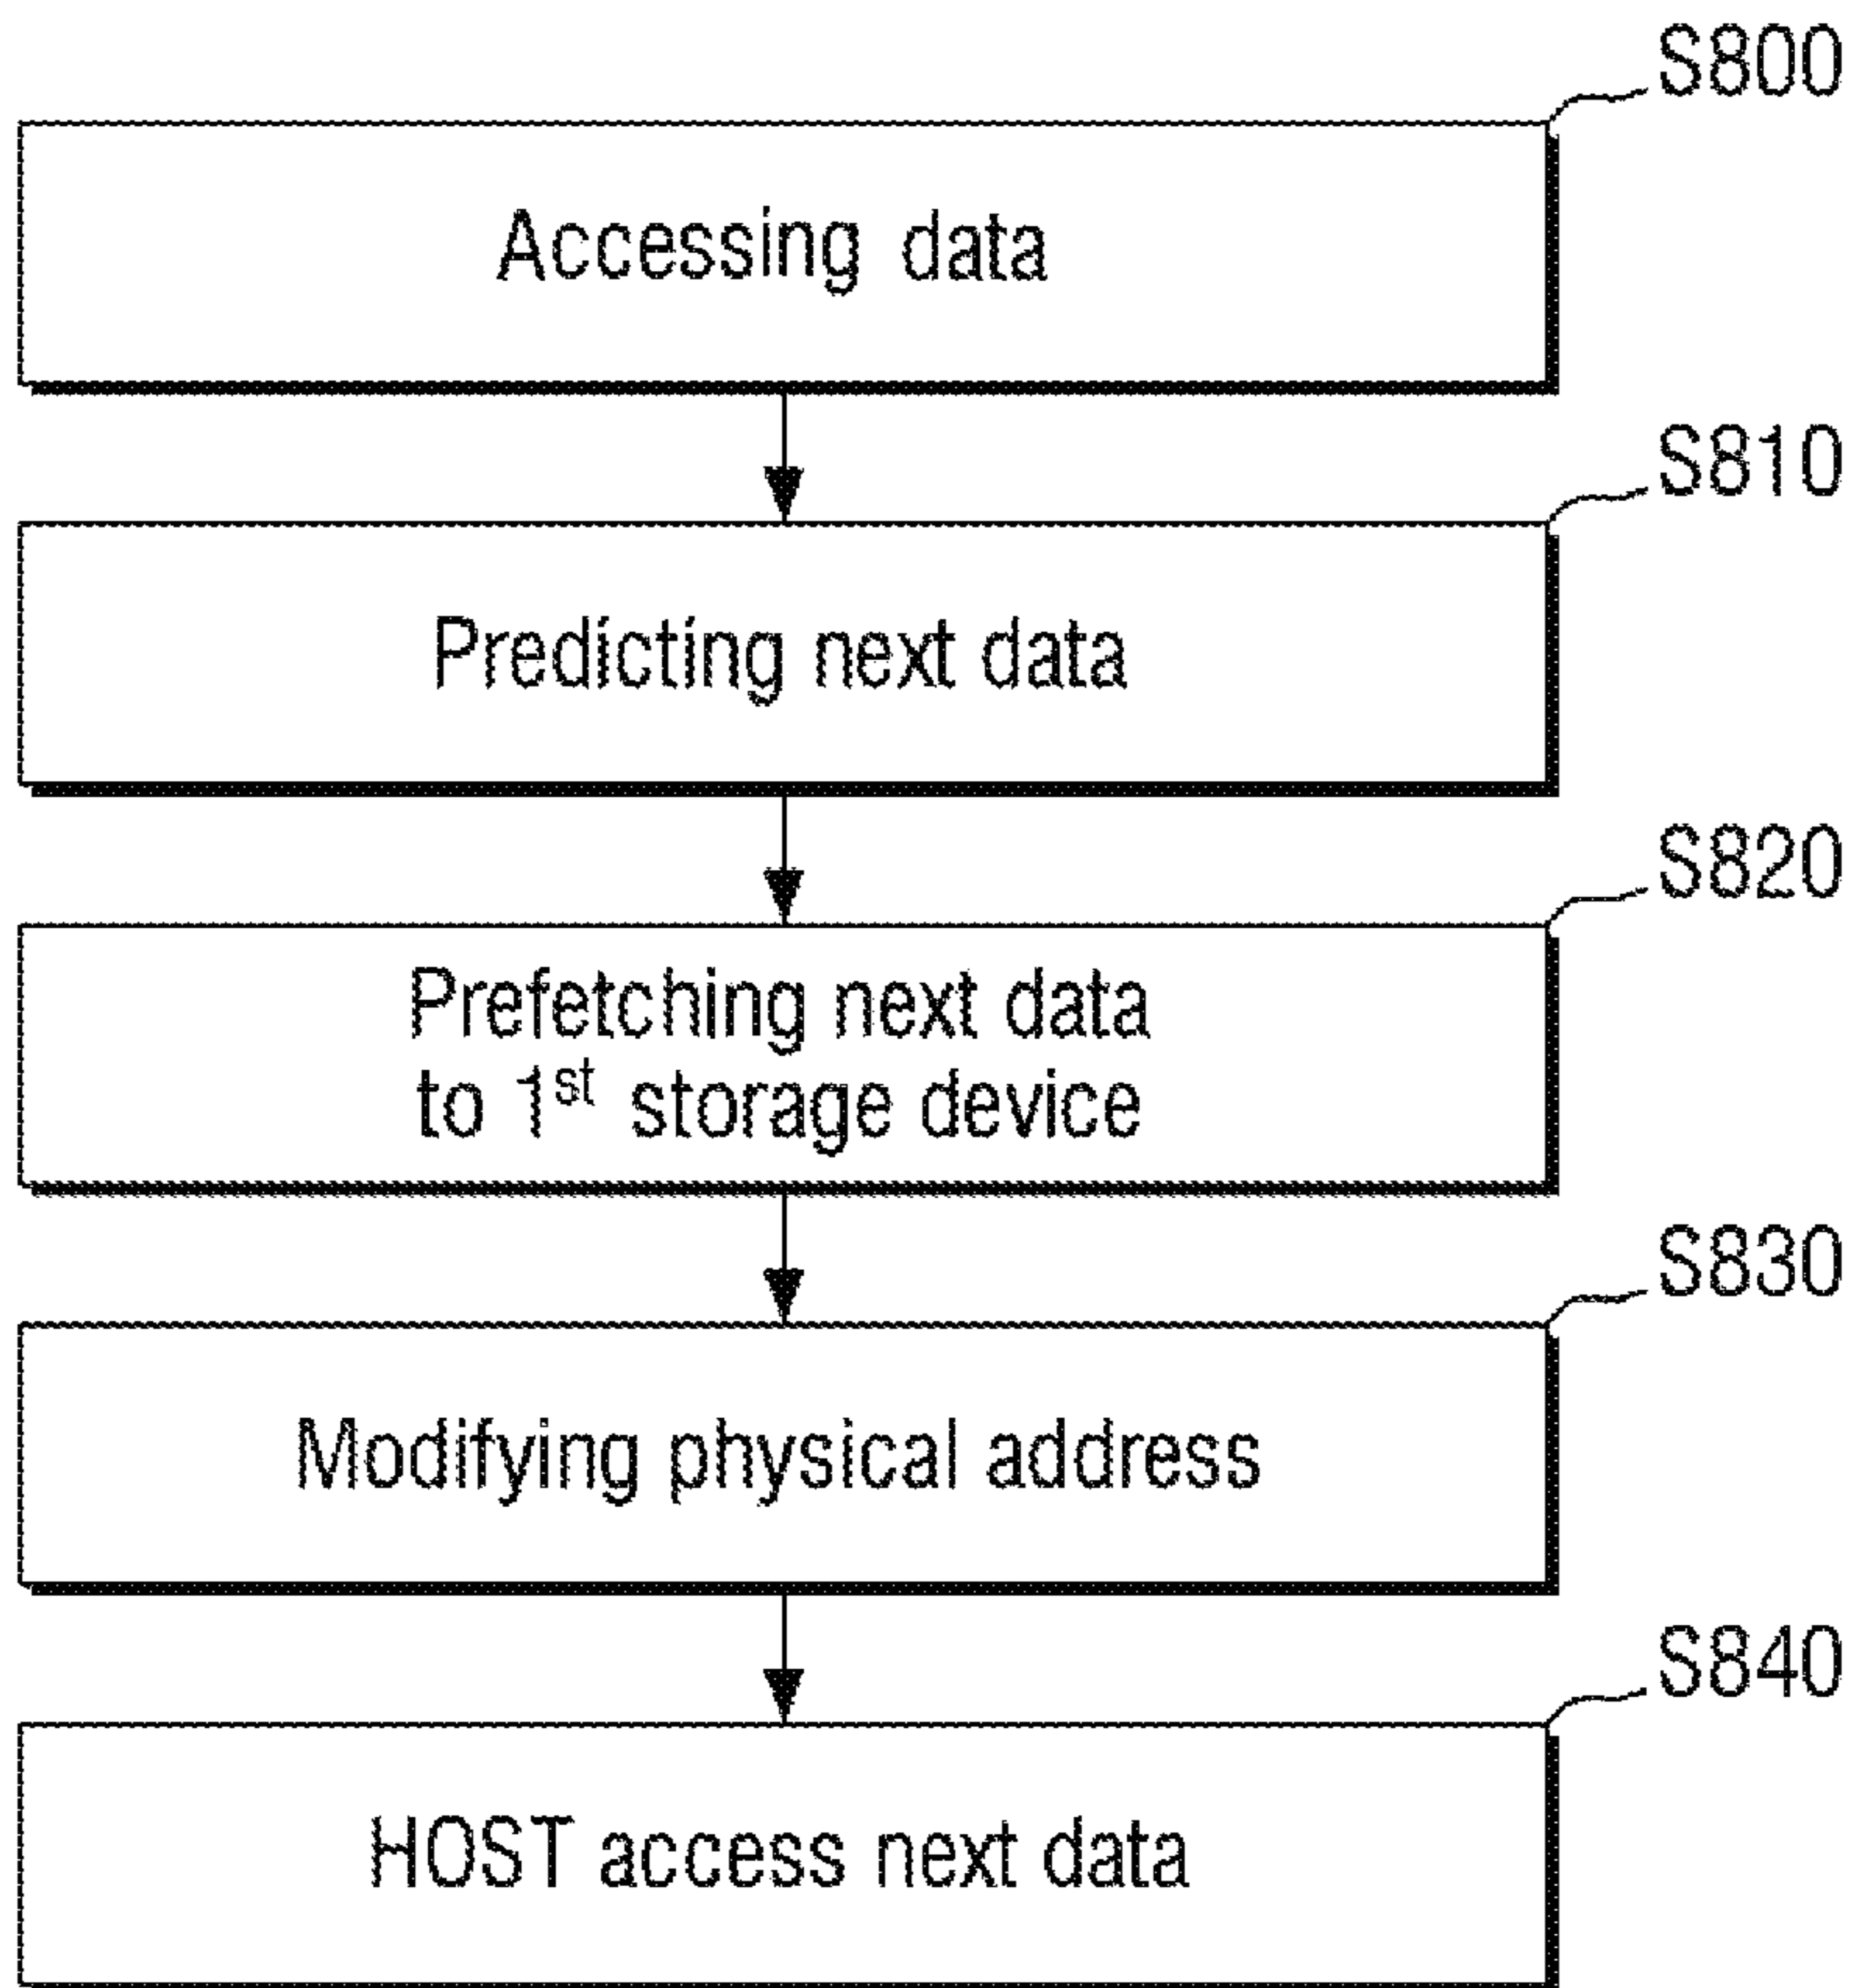 S800
Accessing data
S810
Predicting next data
S820
Prefetching next data
to 1st storage device
S830
Modifying physical address
S840
HOST access next data